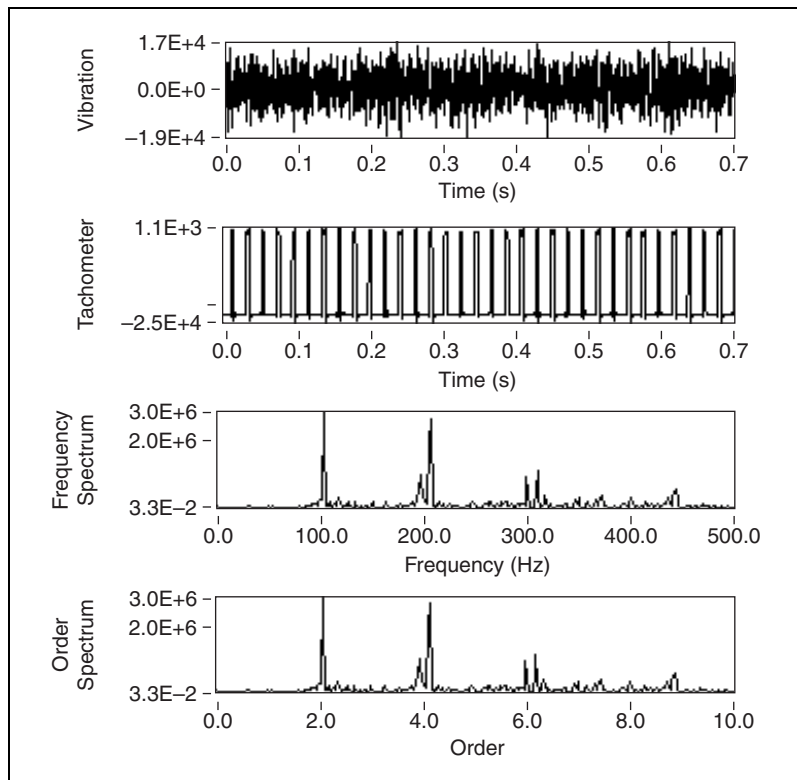 Vibration
1.7E+4
0.0E+0
−1.9E+4
0.0 0.1 0.2 0.3 0.4 0.5 0.6 0.7
Time (s)
Tachometer
1.1E+3
−2.5E+4
0.0 0.1 0.2 0.3 0.4 0.5 0.6 0.7
Time (s)
Frequency
Spectrum
3.0E+6
2.0E+6
3.3E−2
0.0 100.0 200.0 300.0 400.0 500.0
Frequency (Hz)
Order
Spectrum
3.0E+6
2.0E+6
3.3E−2
0.0 2.0 4.0 6.0 8.0 10.0
Order